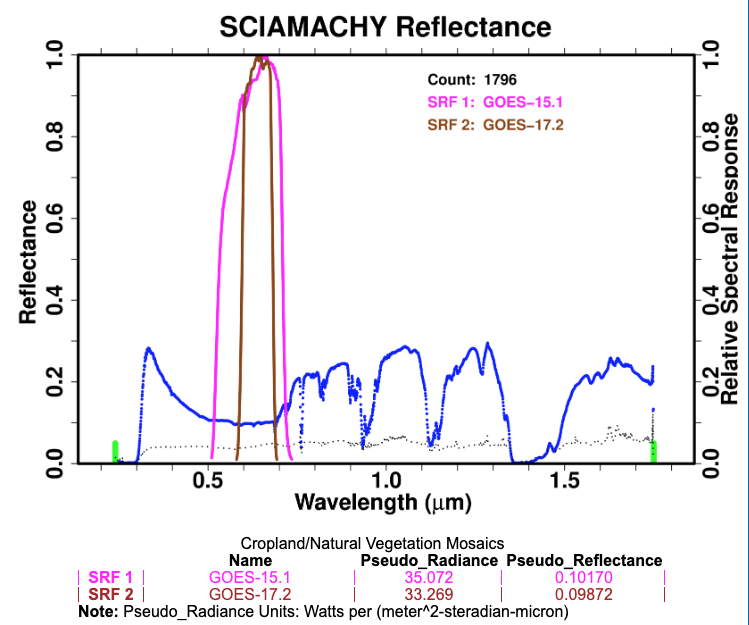 SCIAMACHY Reflectance
Count: 1796
SRF 1: GOES−15.1
SRF 2: GOES−17.2
Reflectance
1.0
0.8
0.6
0.4
0.2
0.0
Relative Spectral Response
1.0
0.8
0.6
0.4
0.2
0.0
0.5 1.0 1.5
Wavelength (μm)
Cropland/Natural Vegetation Mosaics
Name Pseudo_Radiance Pseudo_Reflectance
| SRF 1 | GOES-15.1 | 35.072 | 0.10170 |
| SRF 2 | GOES-17.2 | 33.269 | 0.09872 |
Note: Pseudo_Radiance Units: Watts per (meter^2-steradian-micron)